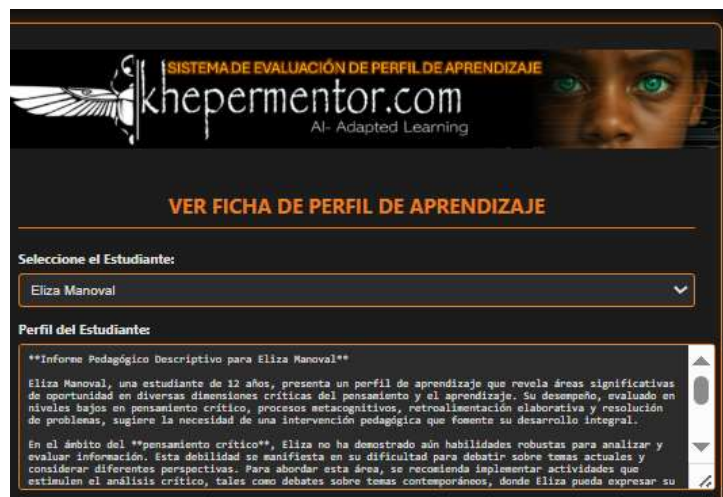 SISTEMA DE EVALUACIÓN DE PERFIL DE APRENDIZAJE
khepermentor.com
AI- Adapted Learning
VER FICHA DE PERFIL DE APRENDIZAJE
Seleccione el Estudiante:
Eliza Manoval
Perfil del Estudiante:
**Informe Pedagógico Descriptivo para Eliza Manoval**
Eliza Manoval, una estudiante de 12 años, presenta un perfil de aprendizaje que revela áreas significativas
de oportunidad en diversas dimensiones críticas del pensamiento y el aprendizaje. Su desempeño, evaluado en
niveles bajos en pensamiento crítico, procesos metacognitivos, retroalimentación elaborativa y resolución
de problemas, sugiere la necesidad de una intervención pedagógica que fomente su desarrollo integral.
En el ámbito del **pensamiento crítico**, Eliza no ha demostrado aún habilidades robustas para analizar y
evaluar información. Esta debilidad se manifiesta en su dificultad para debatir sobre temas actuales y
considerar diferentes perspectivas. Para abordar esta área, se recomienda implementar actividades que
estimulen el análisis crítico, tales como debates sobre temas contemporáneos, donde Eliza pueda expresar su